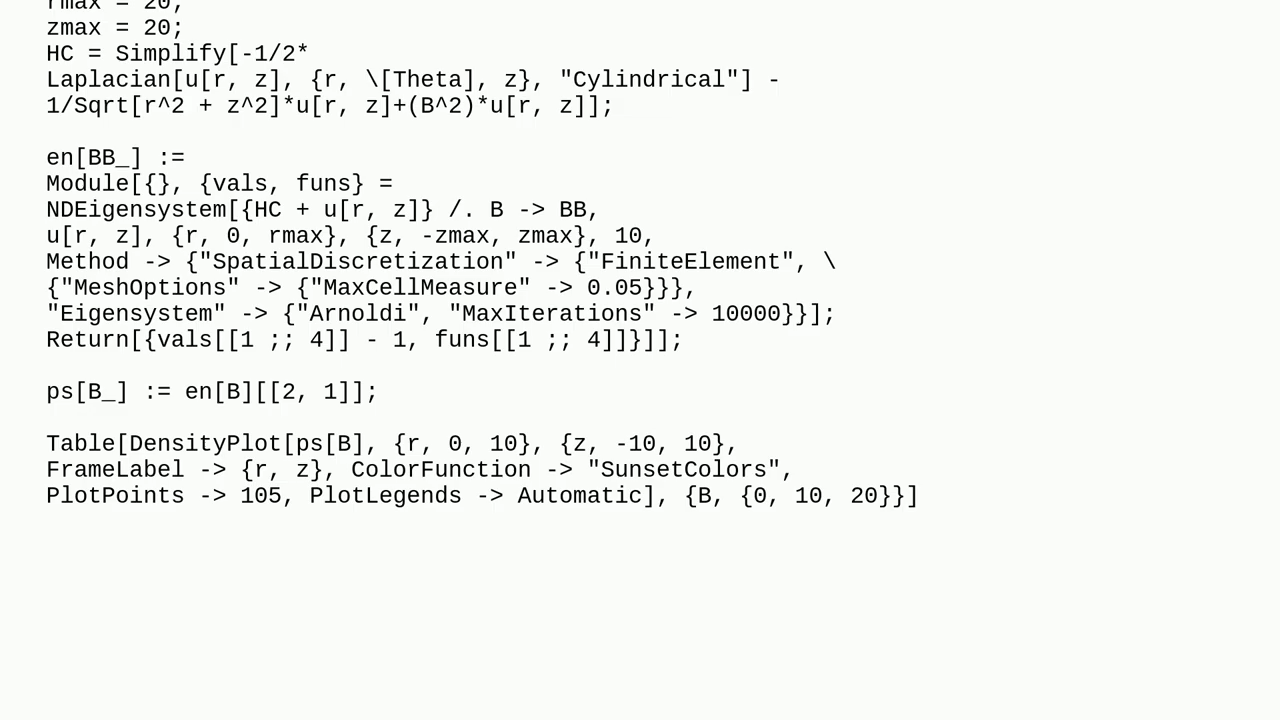 rmax = 20;
zmax = 20;
HC = Simplify[-1/2*
Laplacian[u[r, z], {r, \[Theta], z}, "Cylindrical"] -
1/Sqrt[r^2 + z^2]*u[r, z]+(B^2)*u[r, z]];
en[BB_] :=
Module[{}, {vals, funs} =
NDEigensystem[{HC + u[r, z]} /. B -> BB,
u[r, z], {r, 0, rmax}, {z, -zmax, zmax}, 10,
Method -> {"SpatialDiscretization" -> {"FiniteElement", \
{"MeshOptions" -> {"MaxCellMeasure" -> 0.05}}},
"Eigensystem" -> {"Arnoldi", "MaxIterations" -> 10000}}];
Return[{vals[[1 ;; 4]] - 1, funs[[1 ;; 4]]}]];
ps[B_] := en[B][[2, 1]];
Table[DensityPlot[ps[B], {r, 0, 10}, {z, -10, 10},
FrameLabel -> {r, z}, ColorFunction -> "SunsetColors",
PlotPoints -> 105, PlotLegends -> Automatic], {B, {0, 10, 20}}]